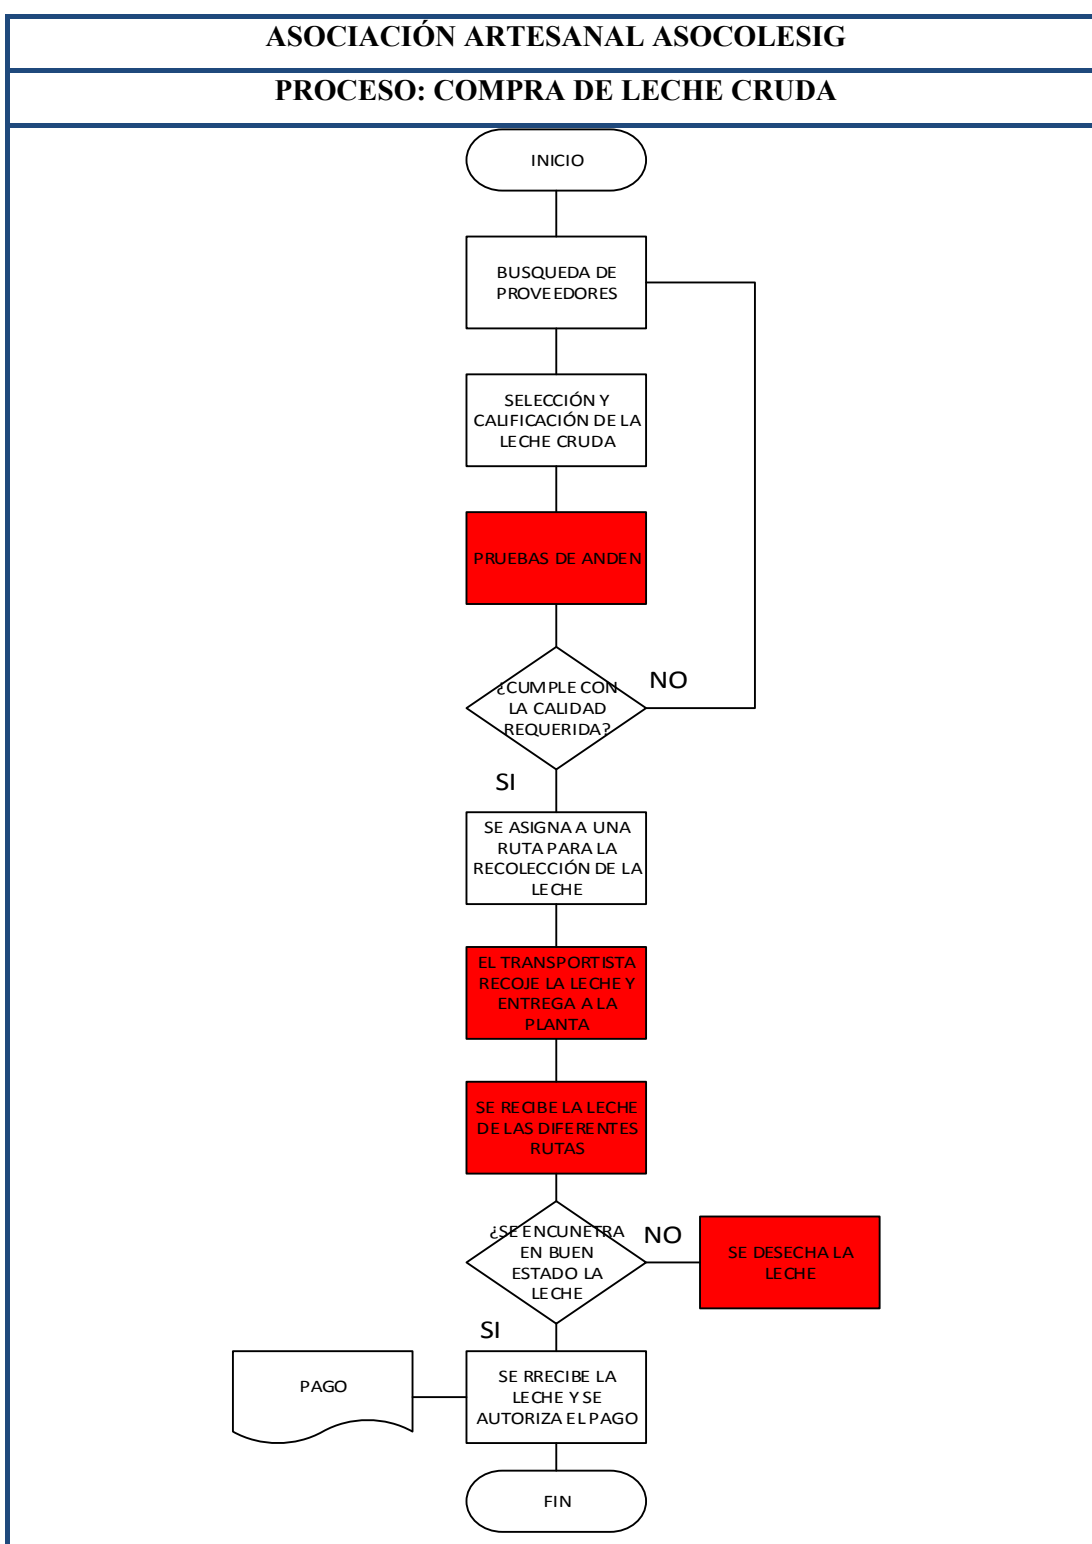 ASOCIACIÓN ARTESANAL ASOCOLESIG
PROCESO: COMPRA DE LECHE CRUDA
INICIO
BUSQUEDA DE
PROVEEDORES
SELECCIÓN Y
CALIFICACIÓN DE LA
LECHE CRUDA
PRUEBAS DE ANDEN
¿CUMPLE CON
LA CALIDAD
REQUERIDA?
NO
SI
SE ASIGNA A UNA
RUTA PARA LA
RECOLECCIÓN DE LA
LECHE
EL TRANSPORTISTA
RECOJE LA LECHE Y
ENTREGA A LA
PLANTA
SE RECIBE LA LECHE
DE LAS DIFERENTES
RUTAS
¿SE ENCUNETRA
EN BUEN
ESTADO LA
LECHE
NO
SE DESECHA LA
LECHE
SI
PAGO
SE RRECIBE LA
LECHE Y SE
AUTORIZA EL PAGO
FIN